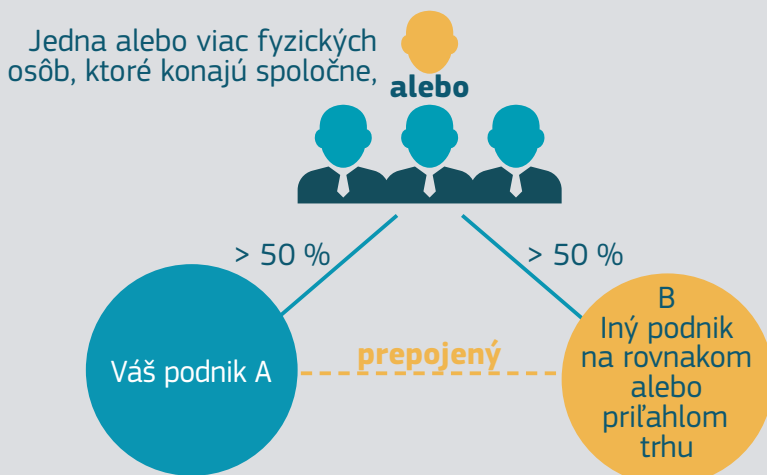 Jedna alebo viac fyzických
osôb, ktoré konajú spoločne,
alebo
> 50 %
> 50 %
Váš podnik A
prepojený
B
Iný podnik
na rovnakom
alebo
priľahlom
trhu